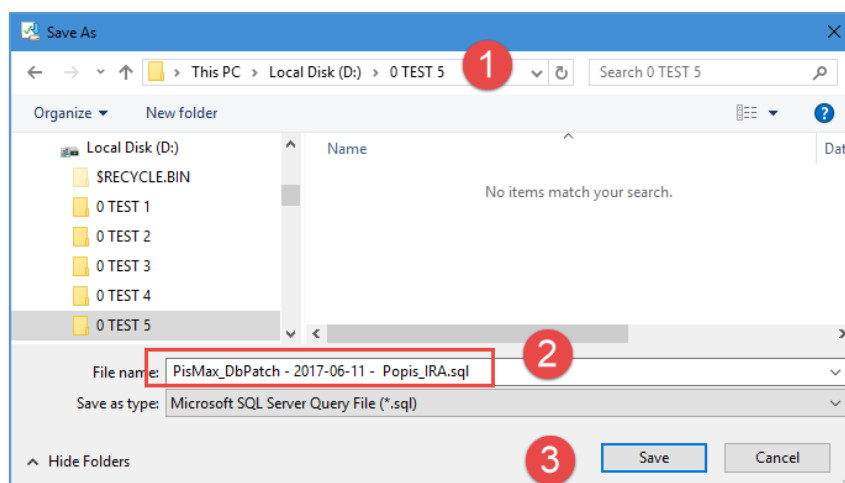 Save As
This PC > Local Disk (D:) > 0 TEST 5
1
Search 0 TEST 5
Organize
New folder
?
Local Disk (D:)
Name
Dat
$RECYCLE.BIN
No items match your search.
0 TEST 1
0 TEST 2
0 TEST 3
0 TEST 4
0 TEST 5
2
File name: PisMax_DbPatch - 2017-06-11 -  Popis_IRA.sql
Save as type: Microsoft SQL Server Query File (*.sql)
Hide Folders
3
Save
Cancel